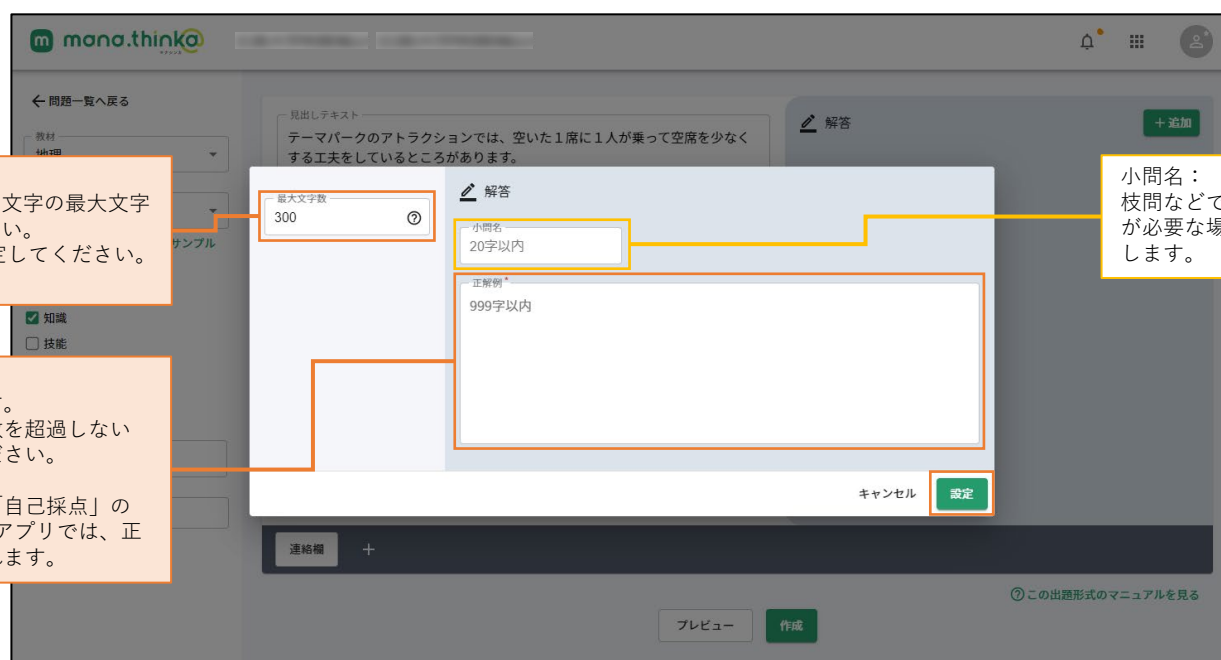 mana.think@
マナシンカ
問題一覧へ戻る
教材
地理
見出しテキスト
テーマパークのアトラクションでは、空いた1席に1人が乗って空席を少なく
する工夫をしているところがあります。
解答
+追加
文字の最大文字
い。
定してください。
サンプル
最大文字数
300
解答
小問名
20字以内
正解例*
999字以内
小問名:
枝問などで
が必要な場
します。
知識
技能
す。
数を超過しない
ださい。
「自己採点」の
アプリでは、正
します。
キャンセル
設定
連絡欄
+
この出題形式のマニュアルを見る
プレビュー
作成